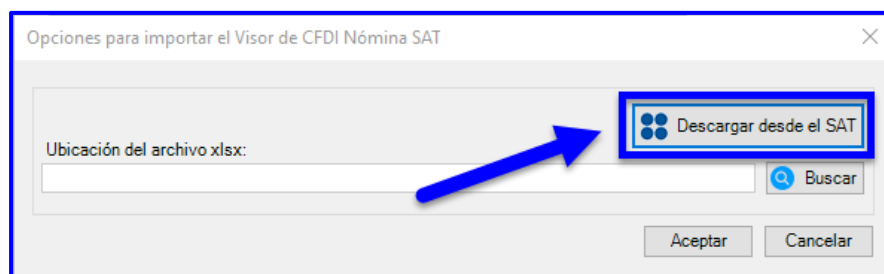 Opciones para importar el Visor de CFDI Nómina SAT
Descargar desde el SAT
Ubicación del archivo xlsx:
Buscar
Aceptar
Cancelar